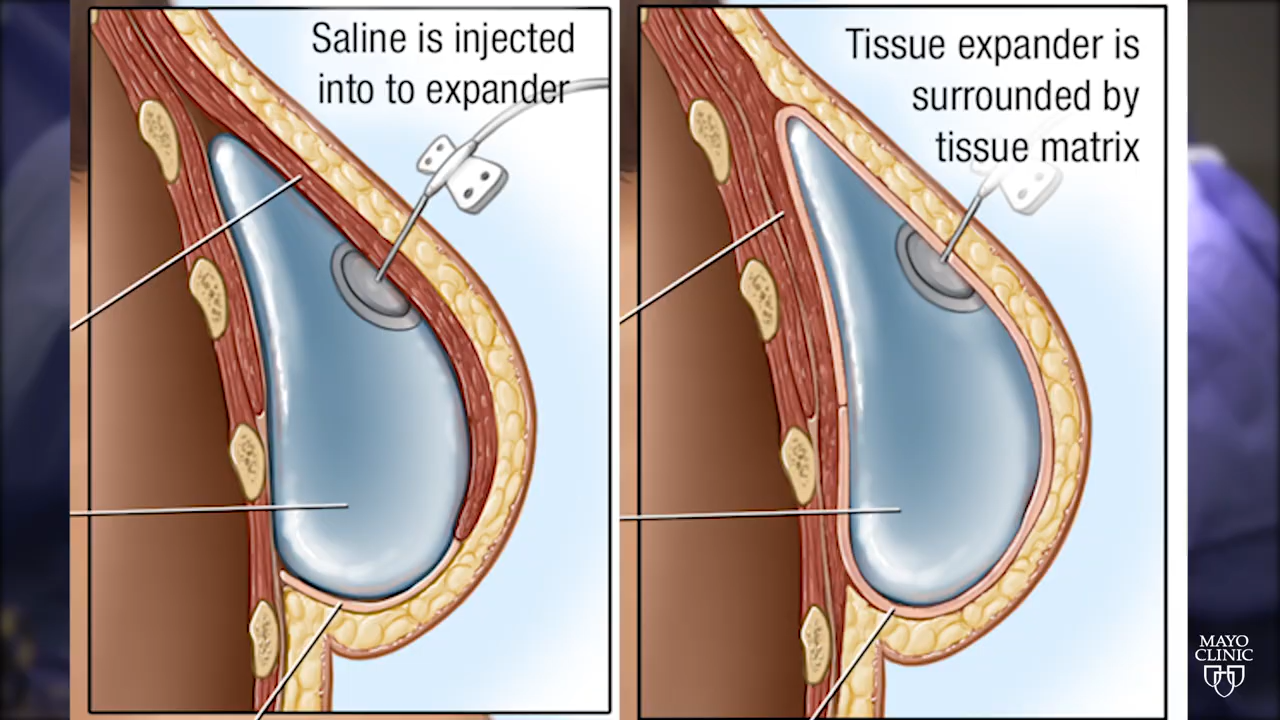 Saline is injected
into to expander
Tissue expander is
surrounded by
tissue matrix
MAYO
CLINIC